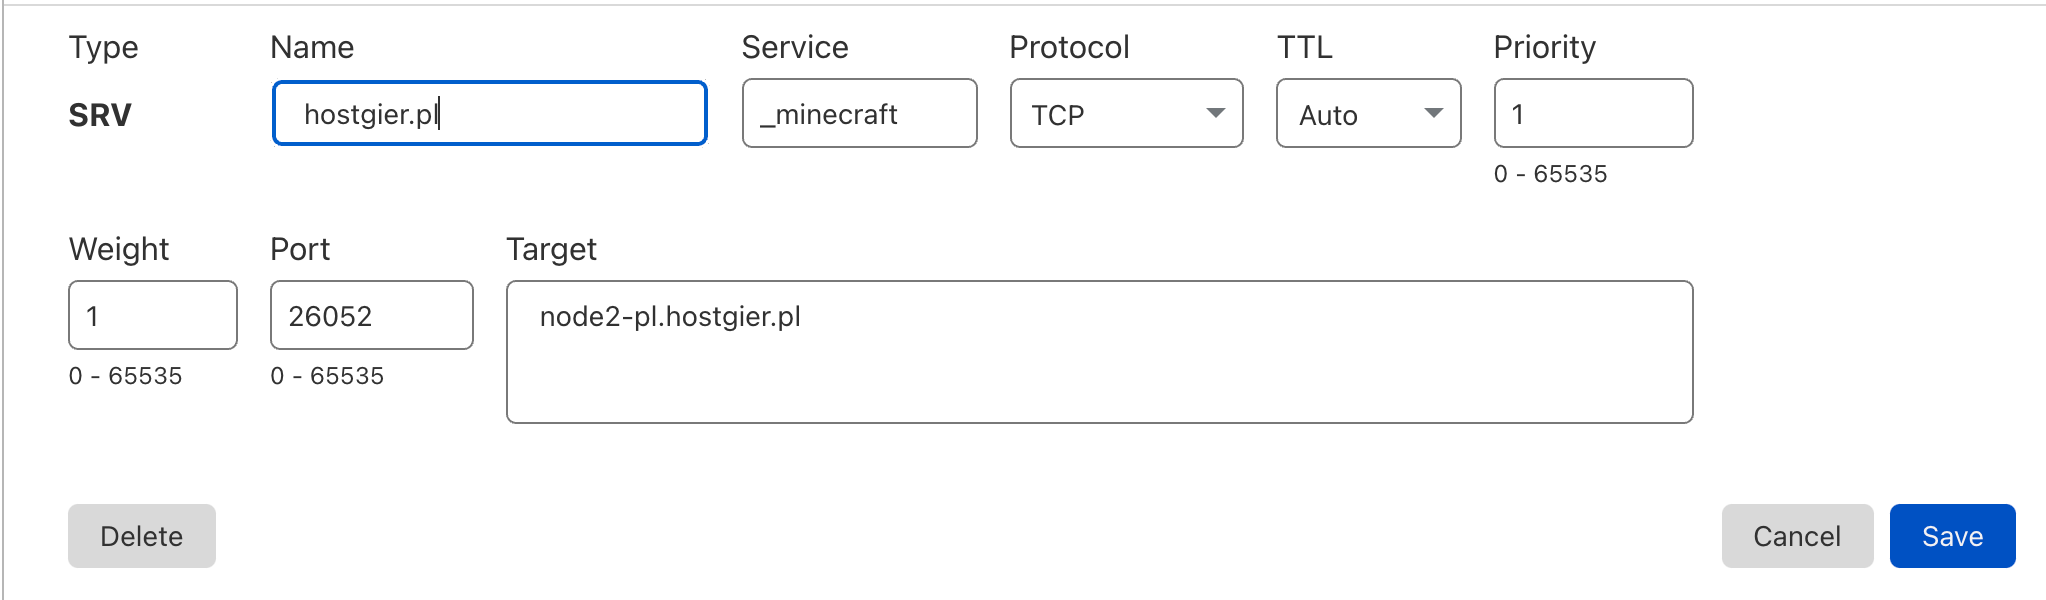 Type Name Service Protocol TTL Priority
SRV hostgier.pl _minecraft TCP Auto 1
0 - 65535
Weight Port Target
1 26052 node2-pl.hostgier.pl
0 - 65535 0 - 65535
Delete Cancel Save